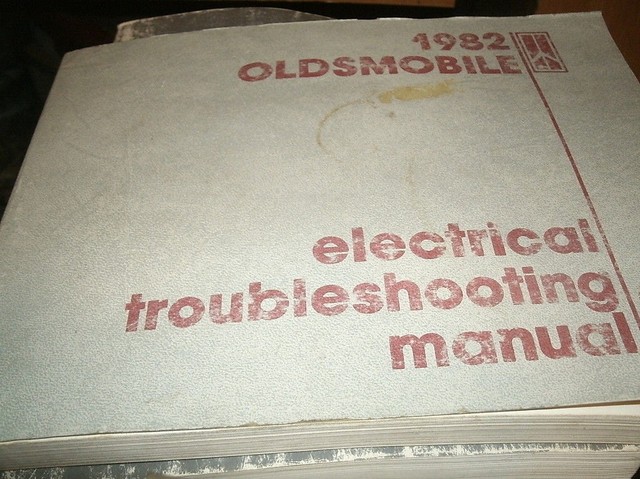 1982
OLDSMOBILE
electrical
troubleshooting
manual